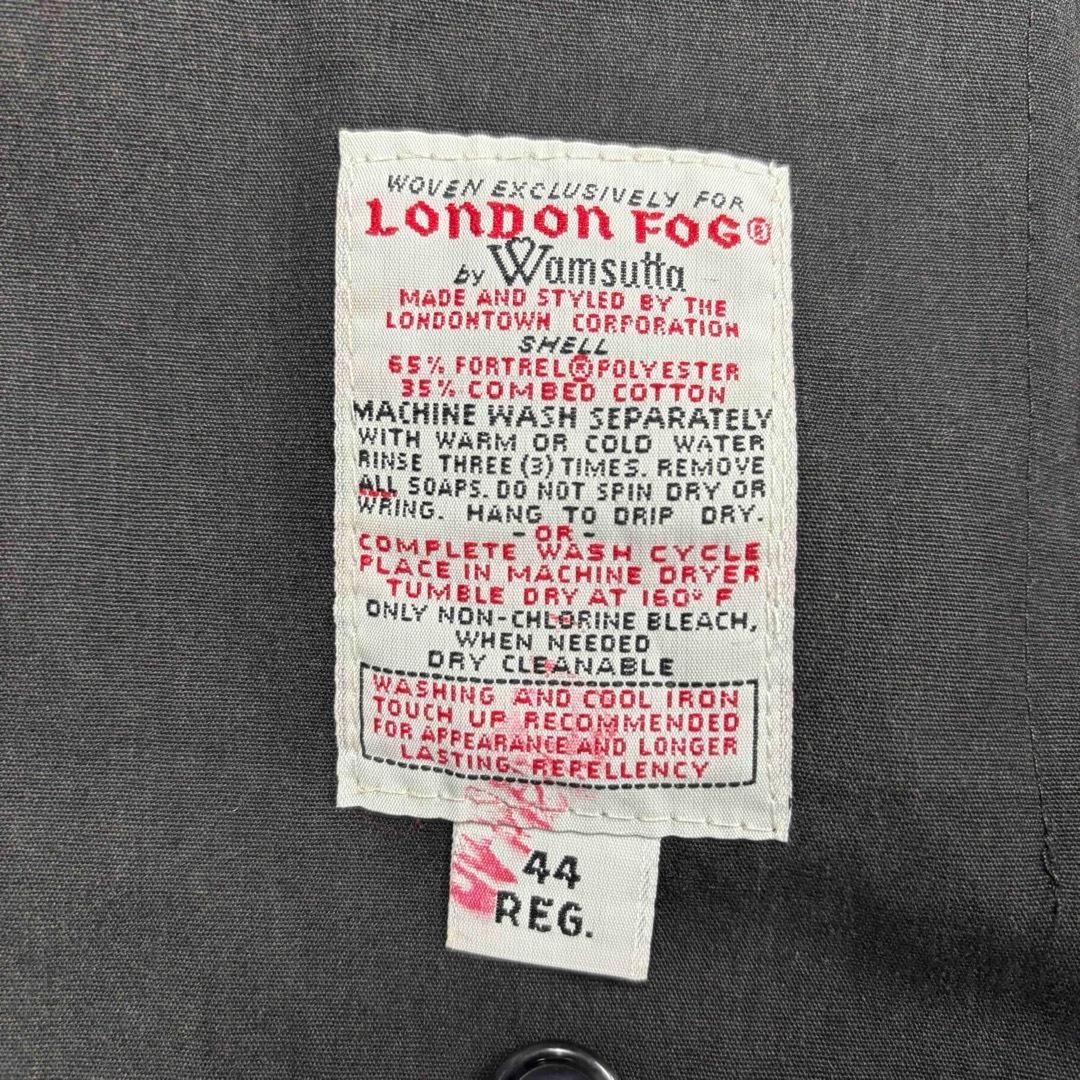 WOVEN EXCLUSIVELY FOR
LONDON FOG®
by Wamsutta
MADE AND STYLED BY THE
LONDONTOWN CORPORATION
SHELL
65% FORTREL® POLYESTER
35% COMBED COTTON
MACHINE WASH SEPARATELY
WITH WARM OR COLD WATER
RINSE THREE (3) TIMES. REMOVE
ALL SOAPS. DO NOT SPIN DRY OR
WRING. HANG TO DRIP DRY.
- OR -
COMPLETE WASH CYCLE
PLACE IN MACHINE DRYER
TUMBLE DRY AT 160° F
ONLY NON-CHLORINE BLEACH,
WHEN NEEDED
DRY CLEANABLE
WASHING AND COOL IRON
TOUCH UP RECOMMENDED
FOR APPEARANCE AND LONGER
LASTING REPELLENCY
44
REG.